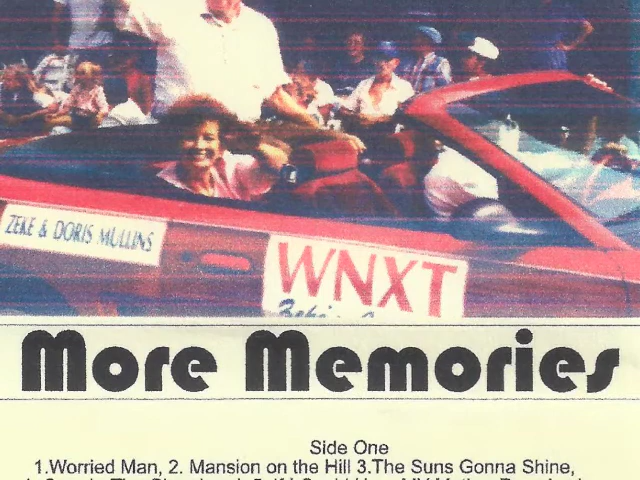 ZEKE & DORIS MULLINS
WNXT
More Memories
Side One
1.Worried Man, 2. Mansion on the Hill 3.The Suns Gonna Shine,